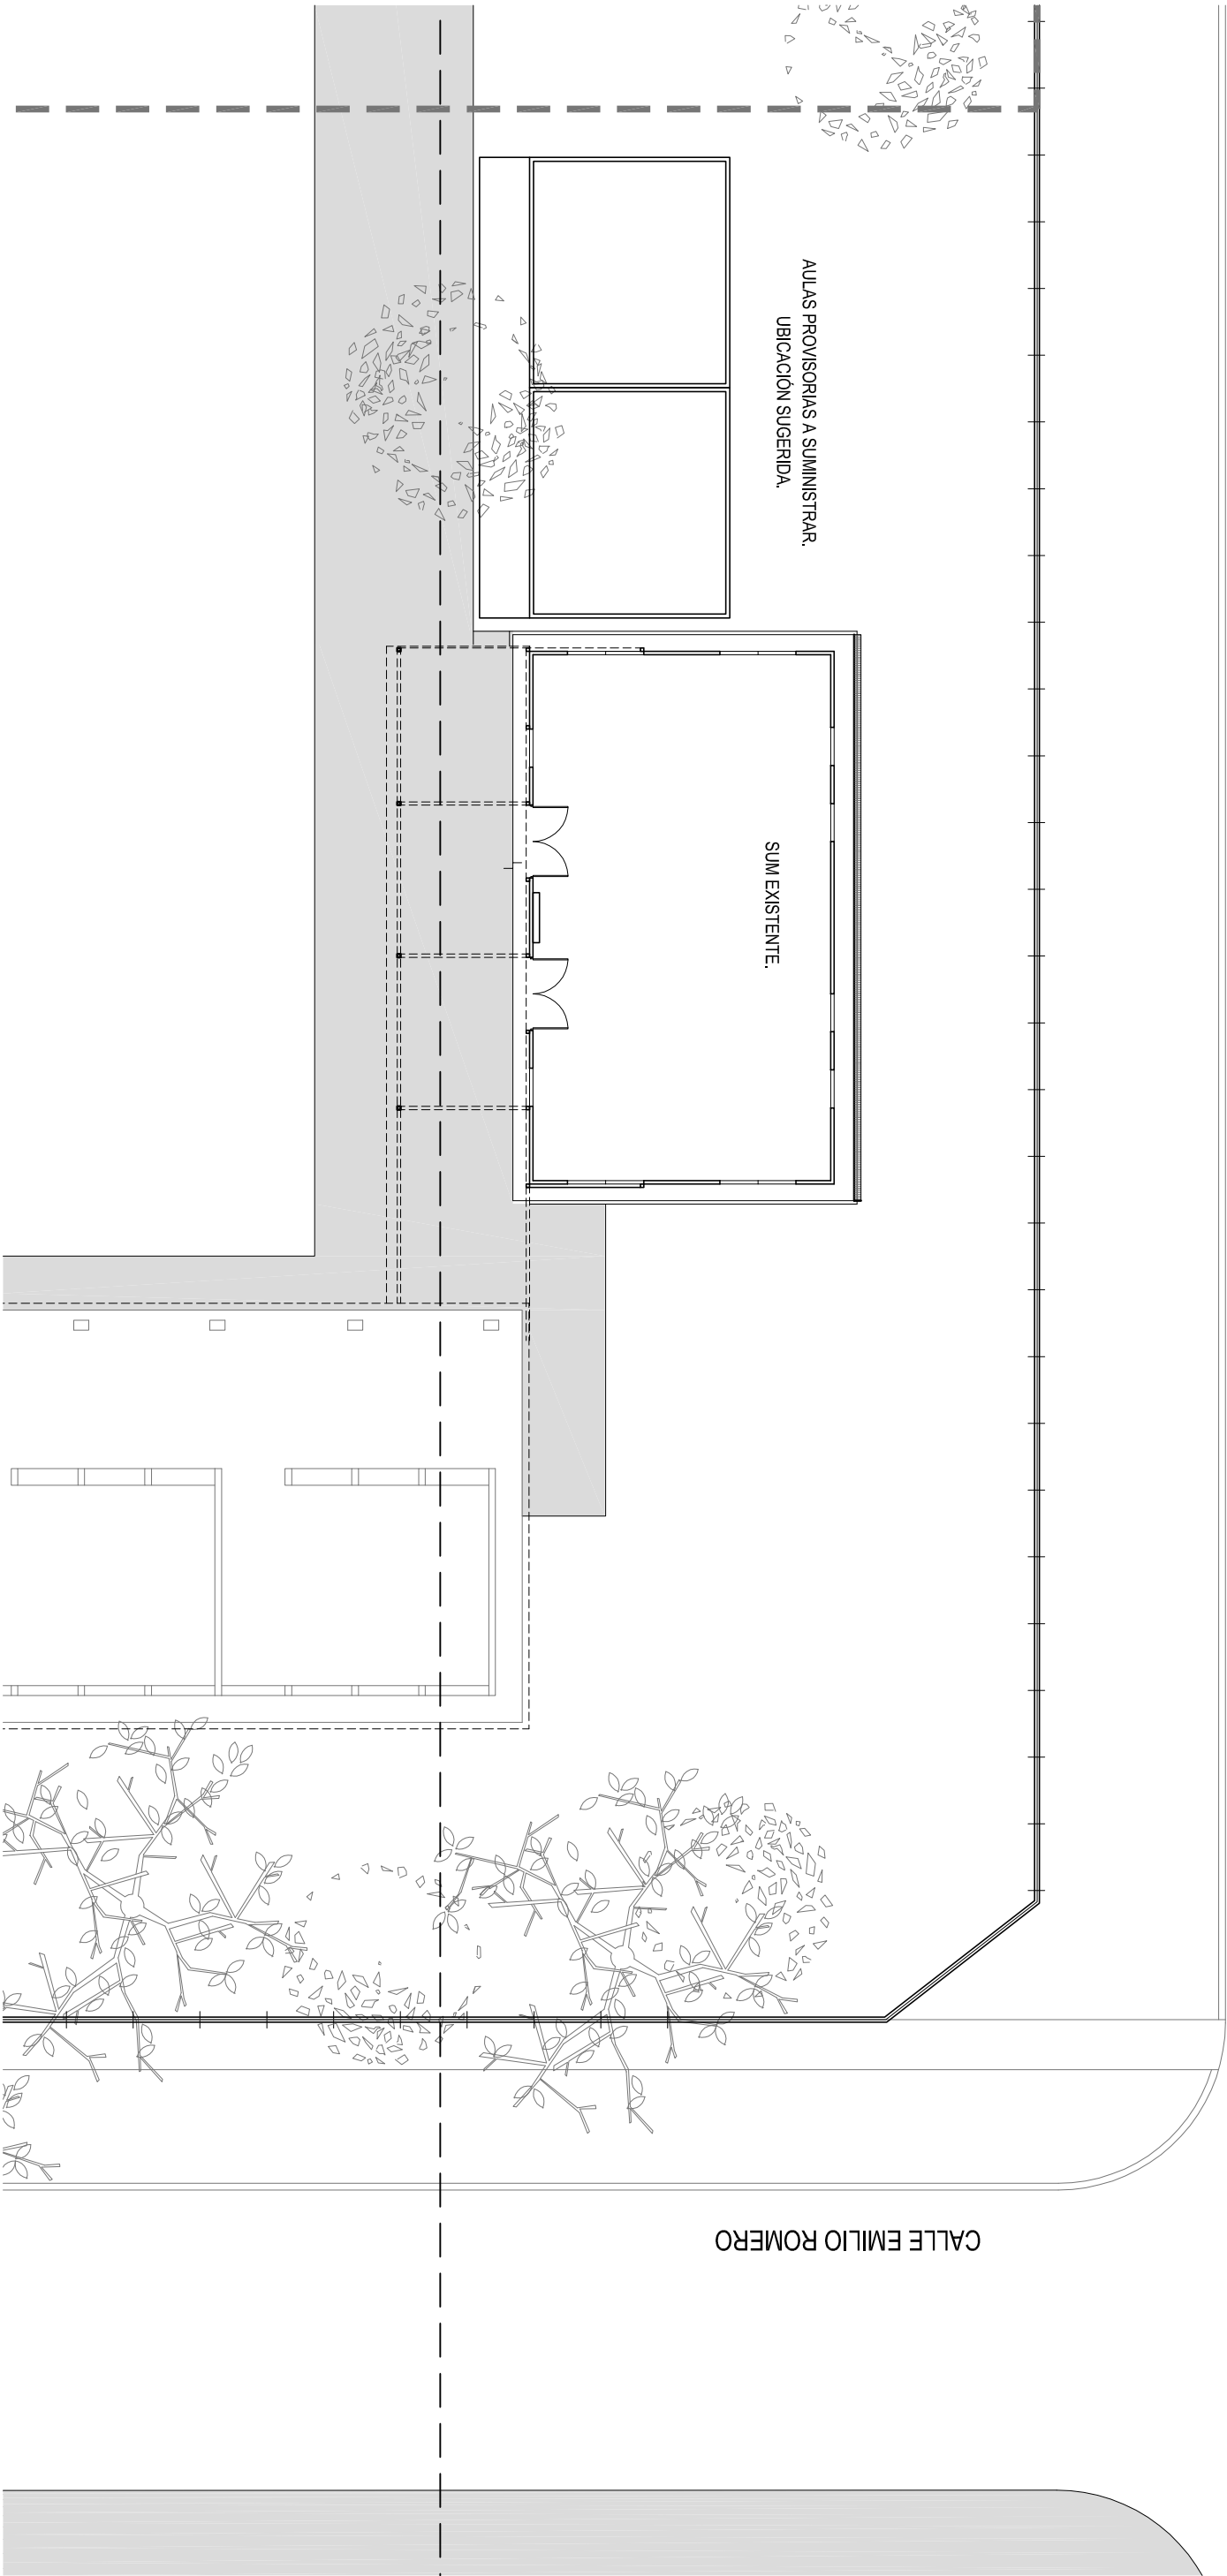 AULAS PROVISORIAS A SUMINISTRAR.
UBICACIÓN SUGERIDA.
SUM EXISTENTE.
CALLE EMILIO ROMERO